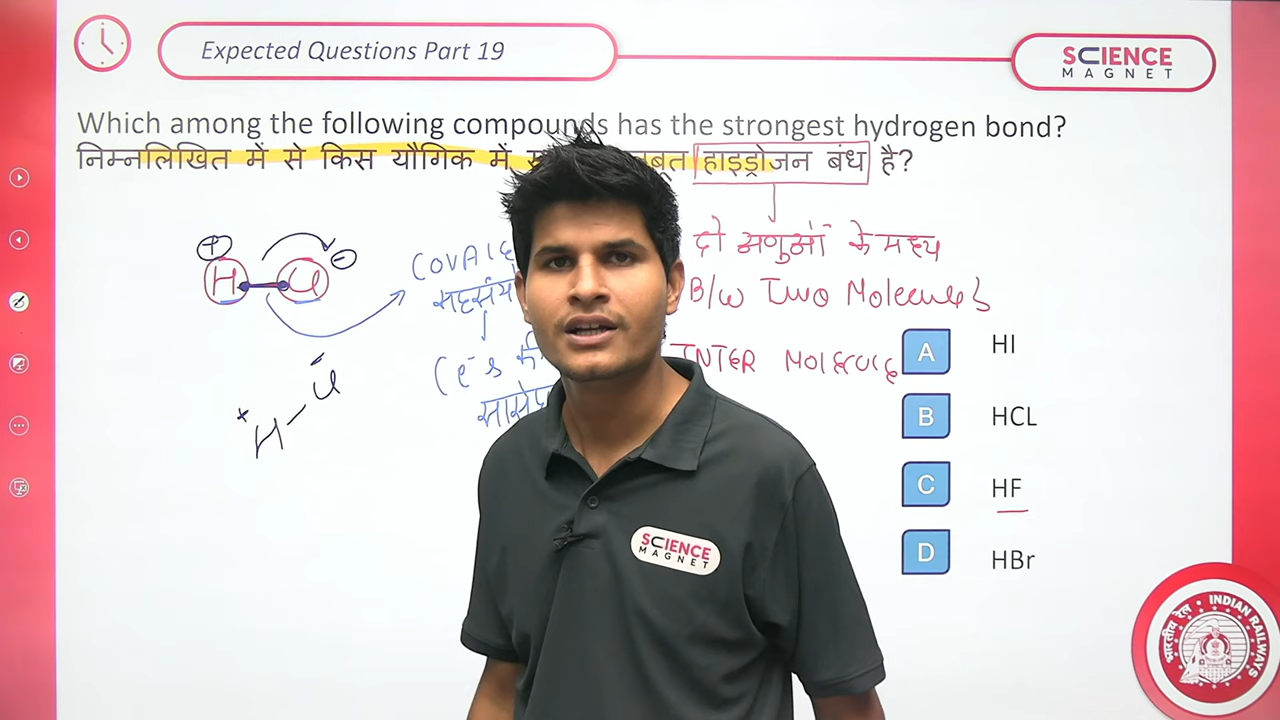 Expected Questions Part 19
SCIENCE
MAGNET
Which among the following compounds has the strongest hydrogen bond?
निम्नलिखित में से किस यौगिक में हाइड्रोजन बंध है?
+
-
H Cl
दो अणुओं के मध्य
B/w Two Molecules
INTER
+
-
H - Cl
A HI
B HCL
C HF
D HBr
SCIENCE
MAGNET
भारतीय रेल • INDIAN RAILWAYS